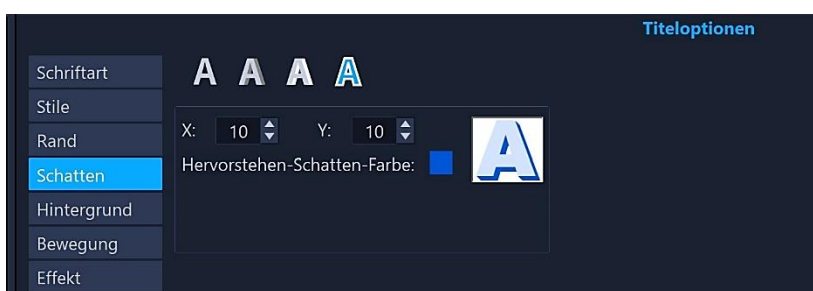 Titeloptionen
Schriftart
A A A A
Stile
X: 10 Y: 10
Rand
Hervorstehen-Schatten-Farbe:
A
Schatten
Hintergrund
Bewegung
Effekt